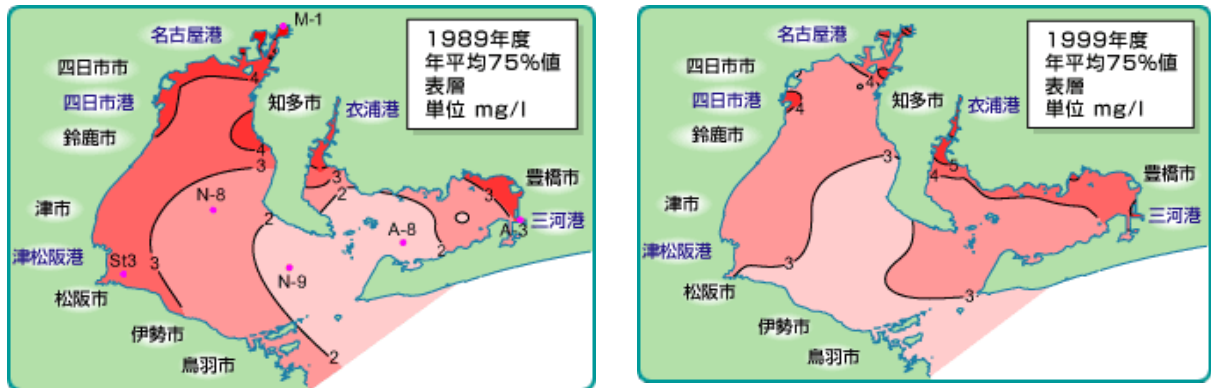 M-1
名古屋港
1989年度
年平均75%値
表層
単位 mg/l
四日市市
4
四日市港
知多市
衣浦港
鈴鹿市
4
3
3
3
豊橋市
N-8
2
2
津市
三河港
A-3
A-8
2
津松阪港
St3
3
N-9
松阪市
伊勢市
鳥羽市
2
名古屋港
1999年度
年平均75%値
表層
単位 mg/l
四日市市
4
四日市港
4
知多市
衣浦港
鈴鹿市
3
5
4
豊橋市
津市
三河港
津松阪港
3
松阪市
3
伊勢市
鳥羽市